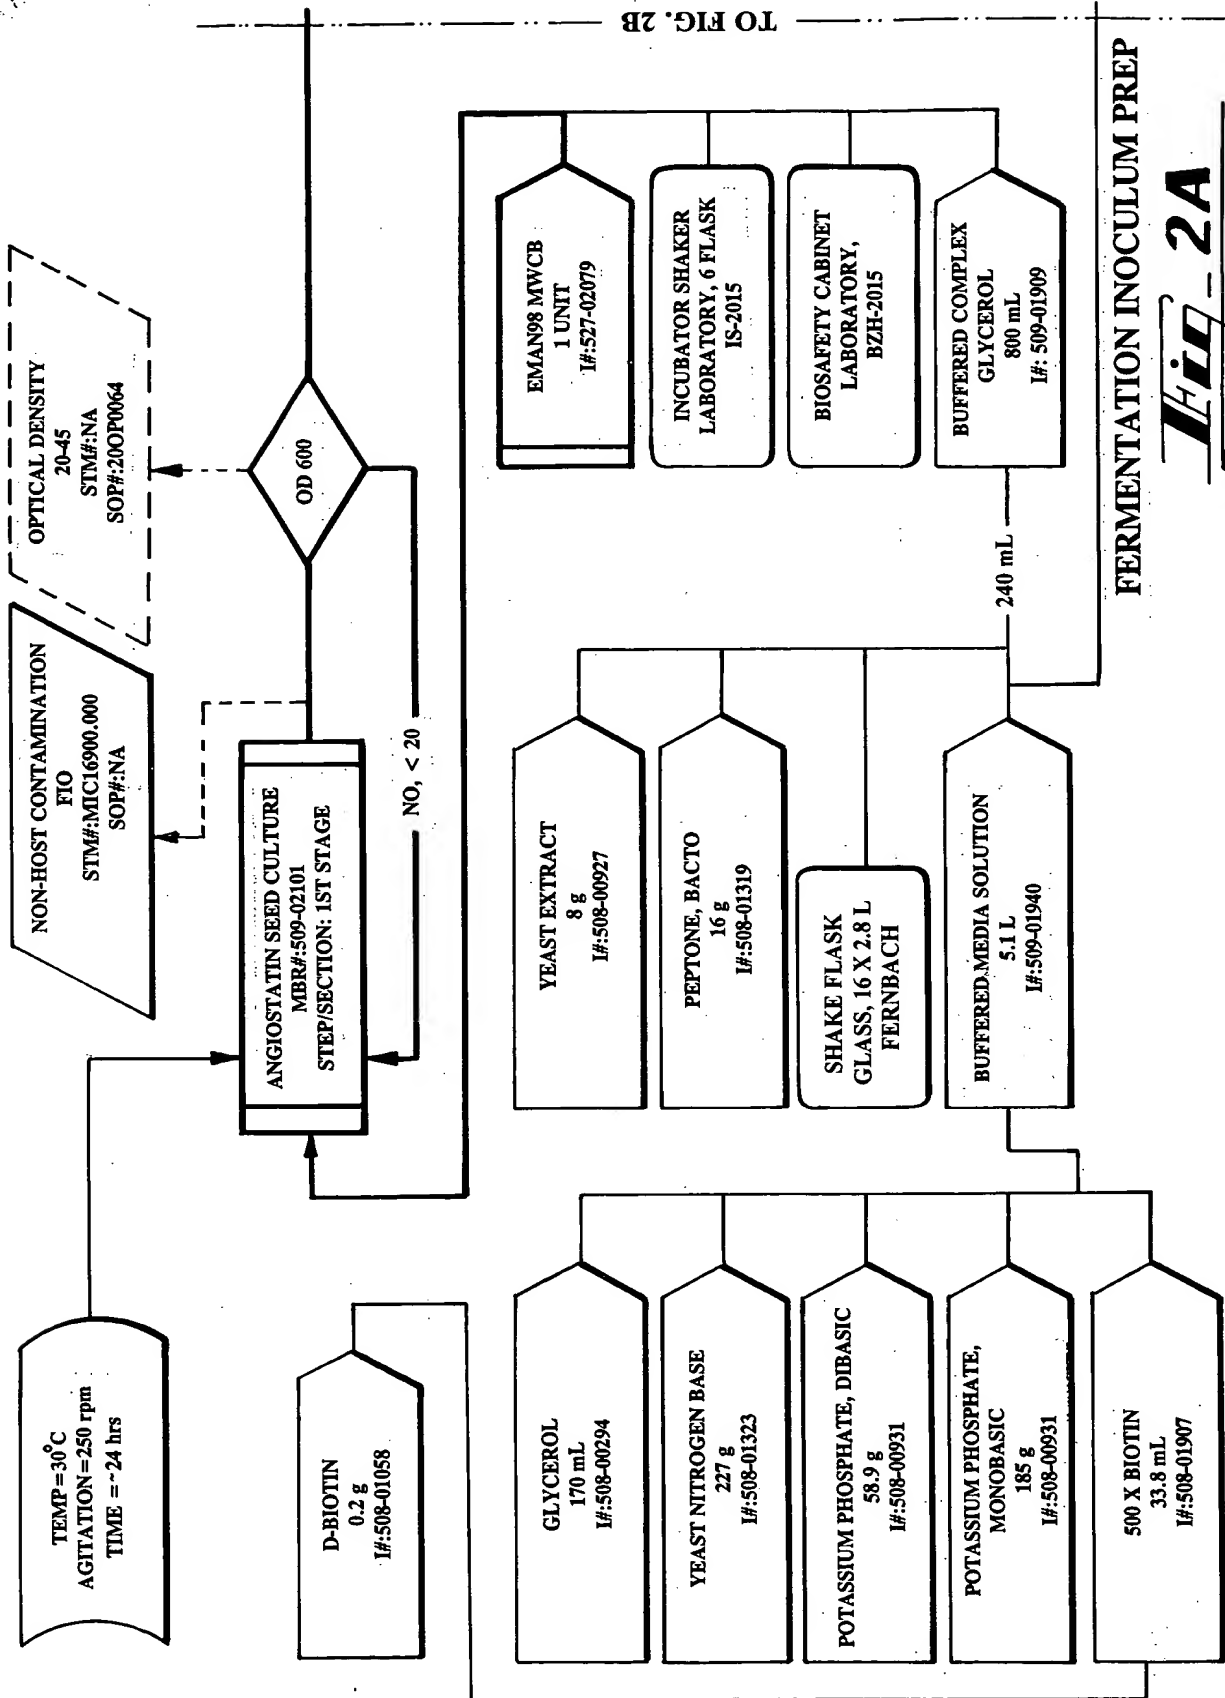 TEMP=30°C
AGITATION=250 rpm
TIME =~24 hrs
NON-HOST CONTAMINATION
FIO
STM#:MIC16900.000
SOP#:NA
OPTICAL DENSITY
20-45
STM#:NA
SOP#:20OP0064
ANGIOSTATIN SEED CULTURE
MBR#:509-02101
STEP/SECTION: 1ST STAGE
OD 600
NO, < 20
D-BIOTIN
0.2 g
I#:508-01058
GLYCEROL
170 mL
I#:508-00294
YEAST NITROGEN BASE
227 g
I#:508-01323
POTASSIUM PHOSPHATE, DIBASIC
58.9 g
I#:508-00931
POTASSIUM PHOSPHATE,
MONOBASIC
185 g
I#:508-00931
500 X BIOTIN
33.8 mL
I#:508-01907
YEAST EXTRACT
8 g
I#:508-00927
PEPTONE, BACTO
16 g
I#:508-01319
SHAKE FLASK
GLASS, 16 X 2.8 L
FERNBACH
BUFFERED MEDIA SOLUTION
5.1 L
I#:509-01940
240 mL
EMAN98 MWCB
1 UNIT
I#:527-02079
INCUBATOR SHAKER
LABORATORY, 6 FLASK
IS-2015
BIOSAFETY CABINET
LABORATORY,
BZH-2015
BUFFERED COMPLEX
GLYCEROL
800 mL
I#: 509-01909
TO FIG. 2B
FERMENTATION INOCULUM PREP
Fig_2A